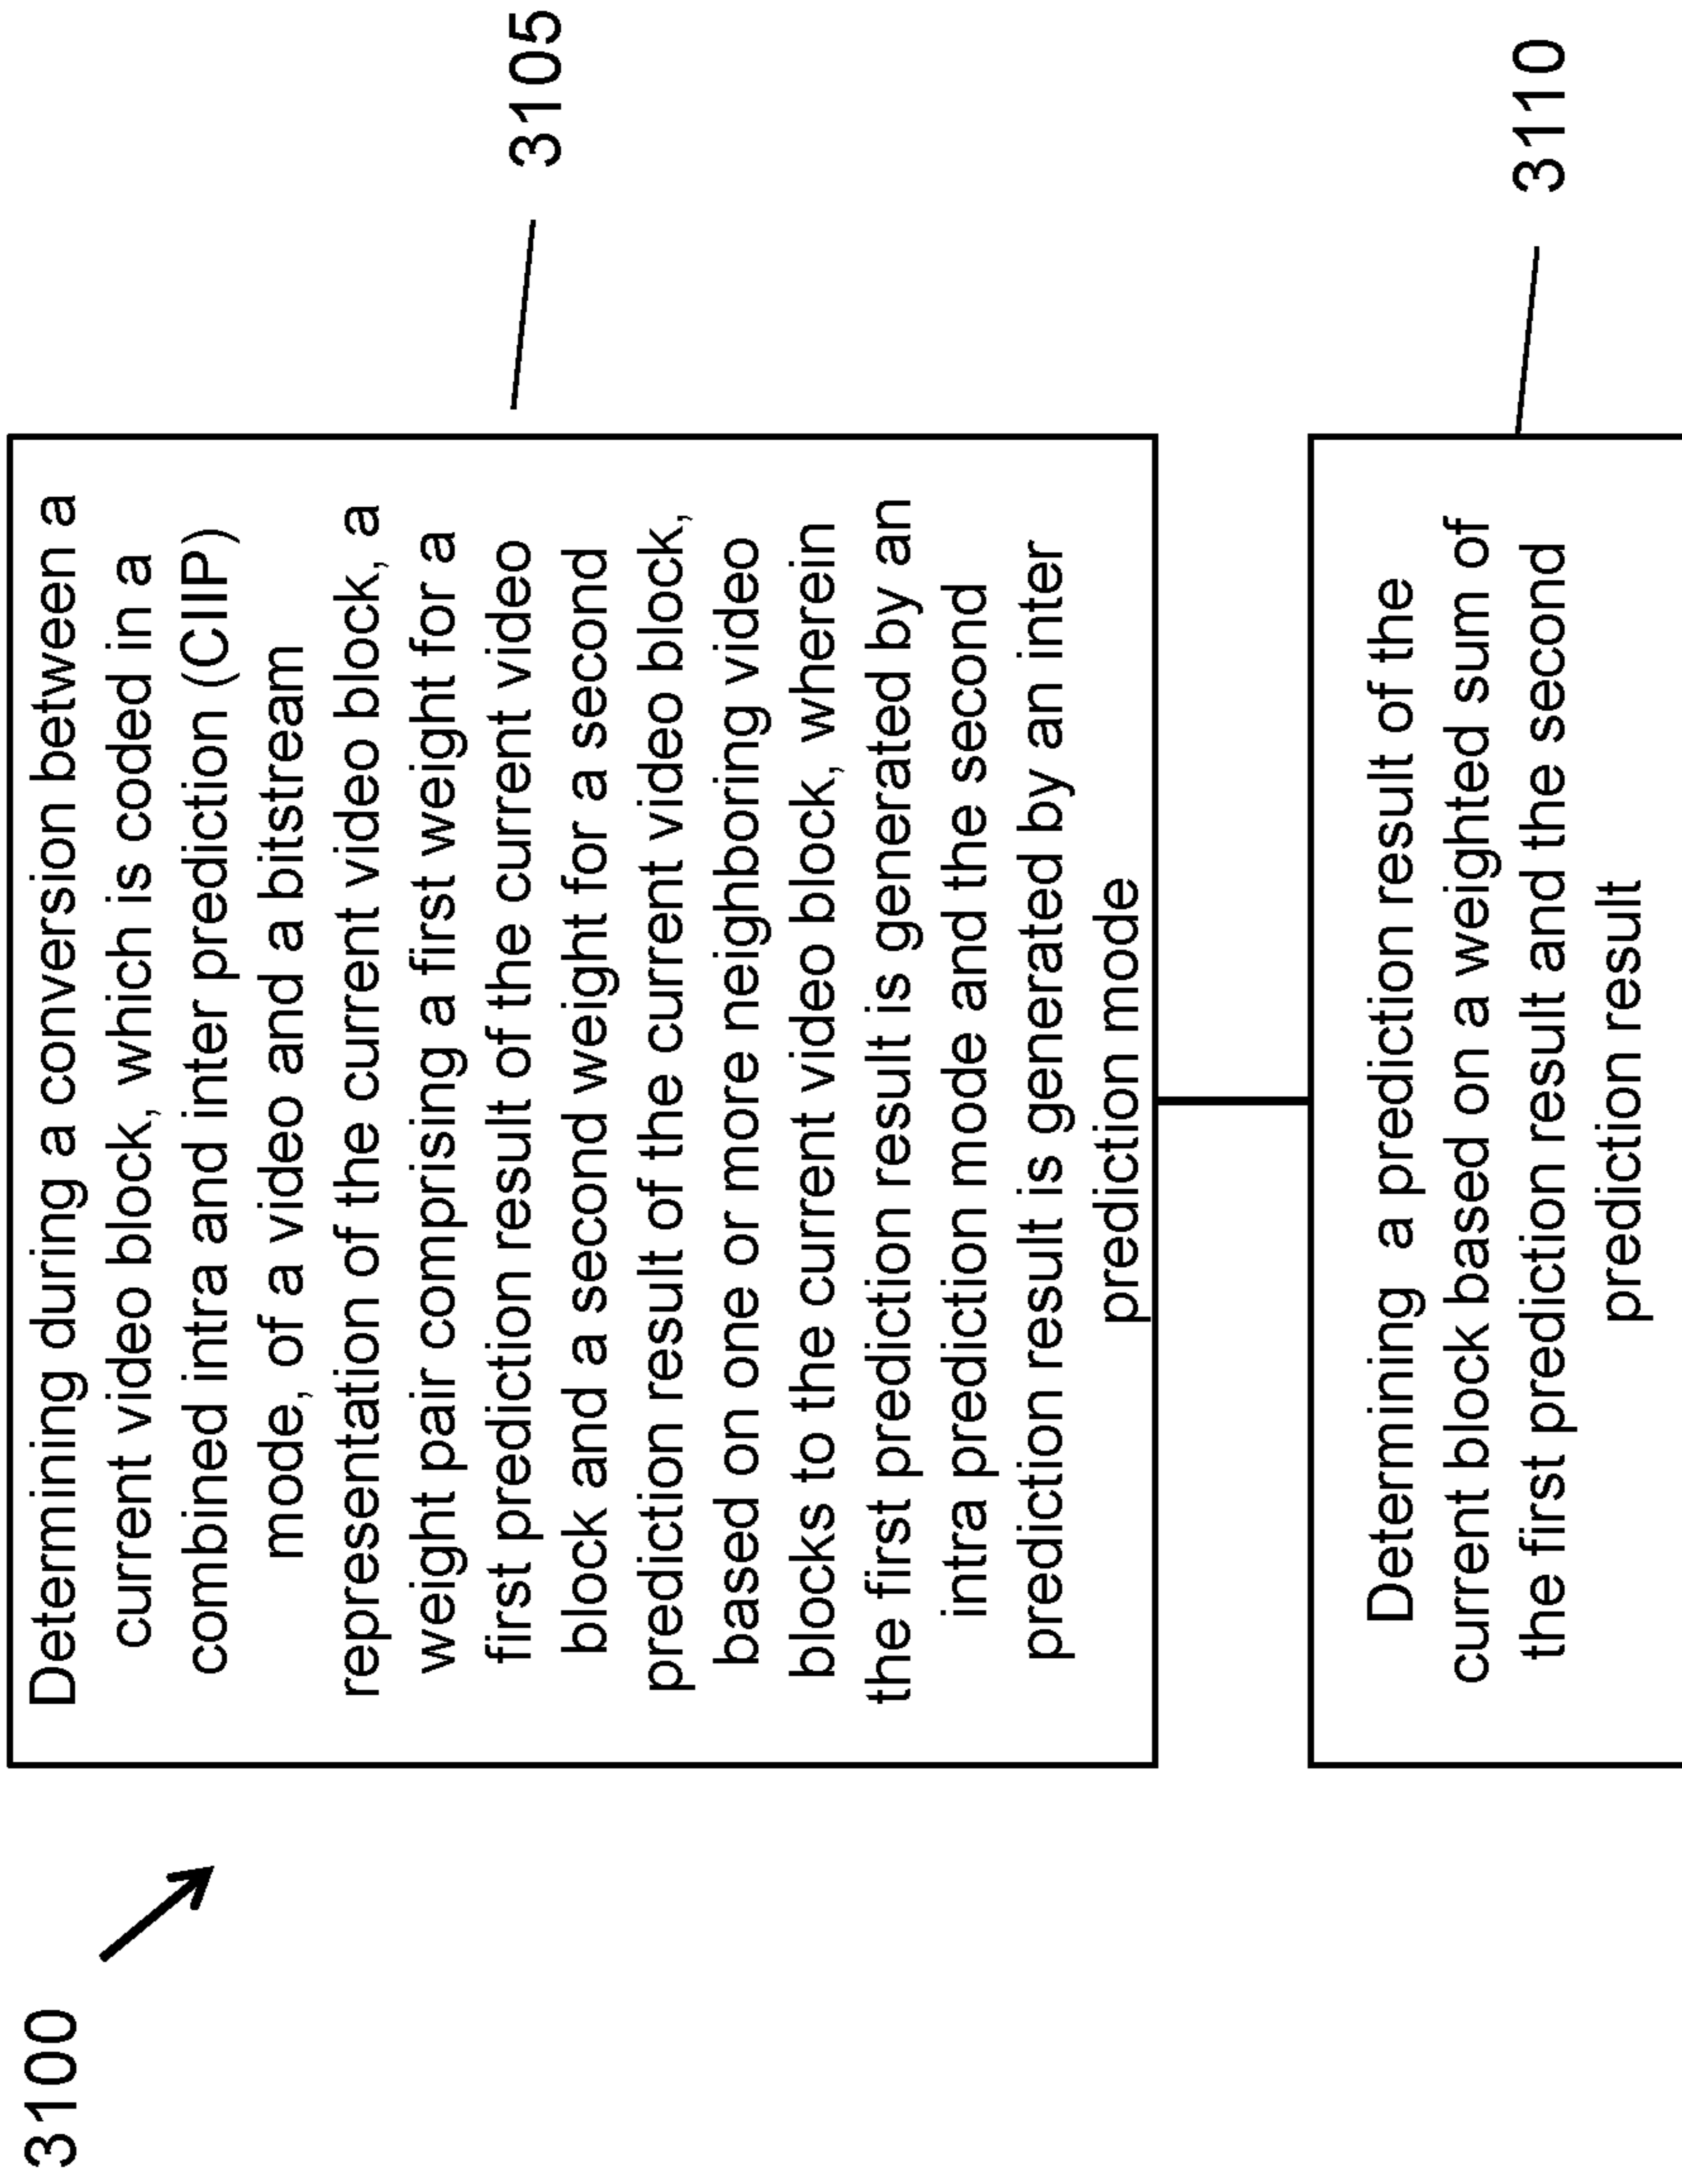 3100
Determining during a conversion between a
current video block, which is coded in a
combined intra and inter prediction (CIIP)
mode, of a video and a bitstream
representation of the current video block, a
weight pair comprising a first weight for a
first prediction result of the current video
block and a second weight for a second
prediction result of the current video block,
based on one or more neighboring video
blocks to the current video block, wherein
the first prediction result is generated by an
intra prediction mode and the second
prediction result is generated by an inter
prediction mode
3105
Determining a prediction result of the
current block based on a weighted sum of
the first prediction result and the second
prediction result
3110